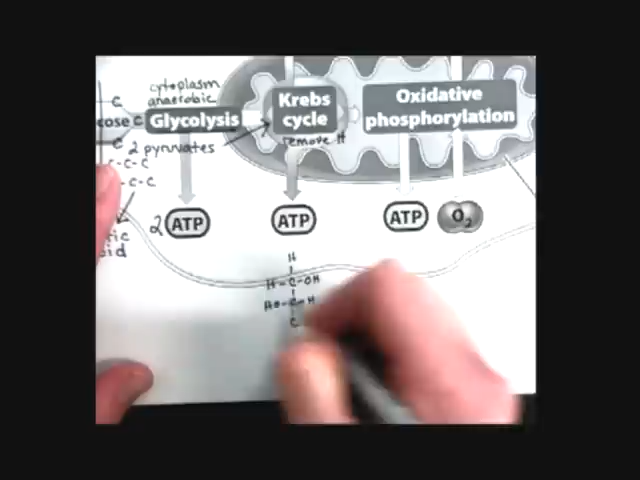 cytoplasm
anaerobic
C
cose C
Glycolysis
Krebs
cycle
Oxidative
phosphorylation
C
2 pyruvates
remove H
C-C-C
C-C
2 ATP
ATP
ATP
O2
tic
id
H
H-C-OH
HO-C-H
C